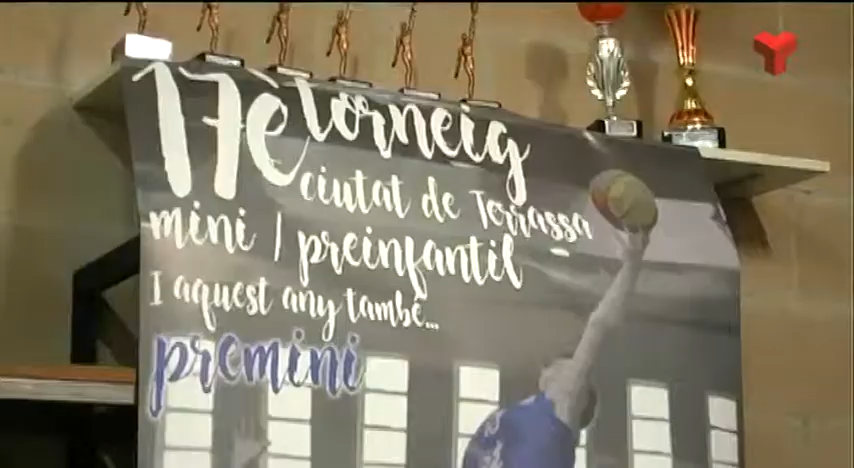 17è torneig
ciutat de Terrassa
mini / preinfantil
I aquest any també...
premini